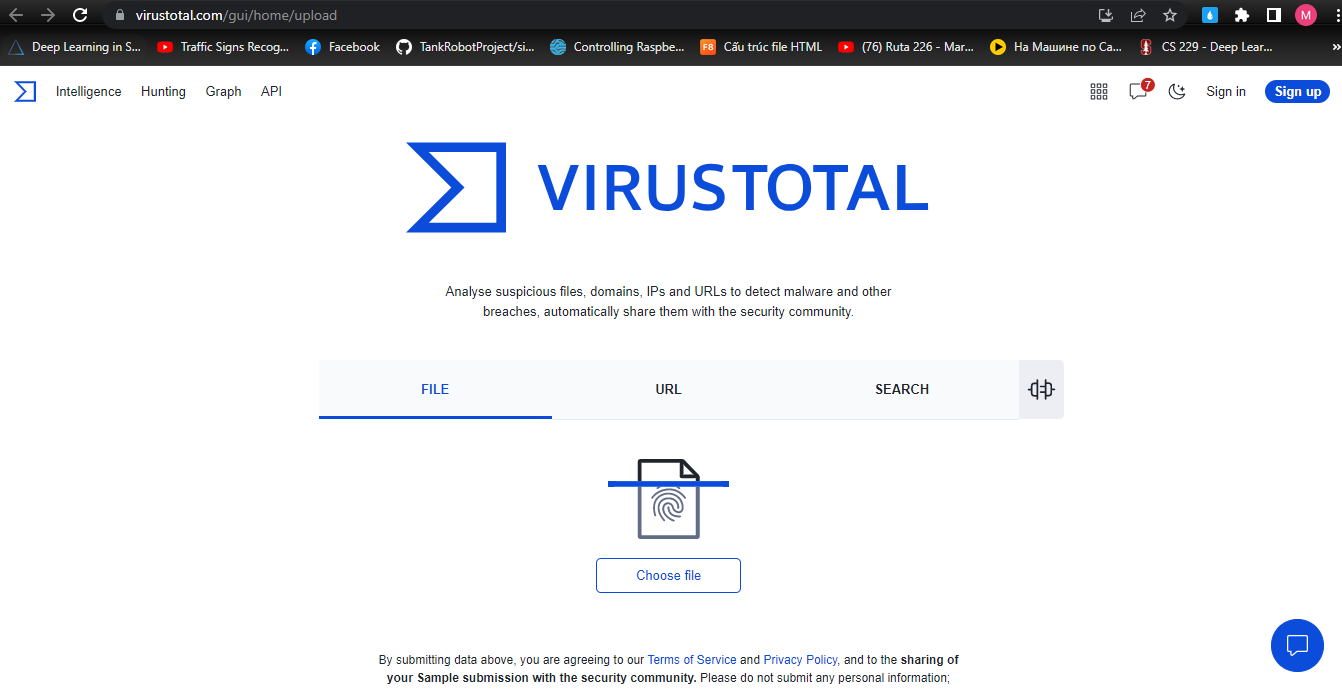 virustotal.com/gui/home/upload
M
Deep Learning in S...
Traffic Signs Recog...
Facebook
TankRobotProject/si...
Controlling Raspbe...
F8
Cấu trúc file HTML
(76) Ruta 226 - Mar...
На Машине по Са...
CS 229 - Deep Lear...
»
Intelligence
Hunting
Graph
API
7
Sign in
Sign up
VIRUSTOTAL
Analyse suspicious files, domains, IPs and URLs to detect malware and other
breaches, automatically share them with the security community.
FILE
URL
SEARCH
Choose file
By submitting data above, you are agreeing to our Terms of Service and Privacy Policy, and to the sharing of
your Sample submission with the security community. Please do not submit any personal information;